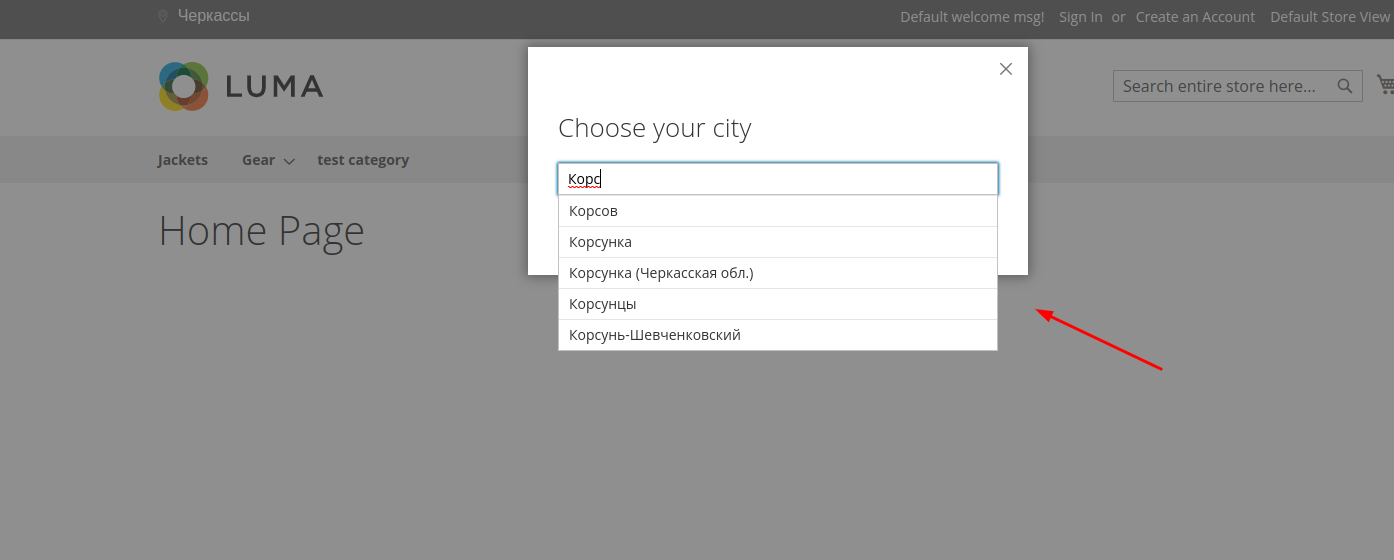 Черкассы
Default welcome msg! Sign In or Create an Account Default Store View
LUMA
Search entire store here...
Choose your city
Jackets Gear test category
Корс
Корсов
Home Page
Корсунка
Корсунка (Черкасская обл.)
Корсунцы
Корсунь-Шевченковский